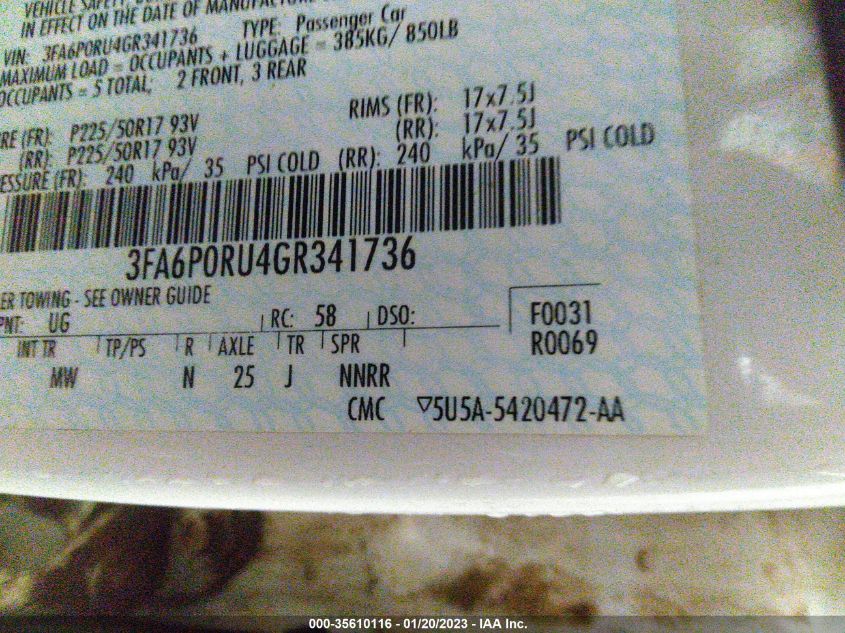 VEHICLE SAFETY,
IN EFFECT ON THE DATE OF MANUFACTUR
VIN: 3FA6P0RU4GR341736 TYPE: Passenger Car
MAXIMUM LOAD = OCCUPANTS + LUGGAGE = 385KG/ 850LB
OCCUPANTS = 5 TOTAL; 2 FRONT, 3 REAR
RE (FR): P225/50R17 93V RIMS (FR): 17x7.5J
(RR): P225/50R17 93V (RR): 17x7.5J
ESSURE (FR): 240 kPa/ 35 PSI COLD (RR): 240 kPa/ 35 PSI COLD
3FA6P0RU4GR341736
ER TOWING - SEE OWNER GUIDE
PNT: UG RC: 58 DSO: F0031
INT TR TP/PS R AXLE TR SPR R0069
MW N 25 J NNRR
CMC ▽5U5A-5420472-AA
000-35610116 - 01/20/2023 - IAA Inc.